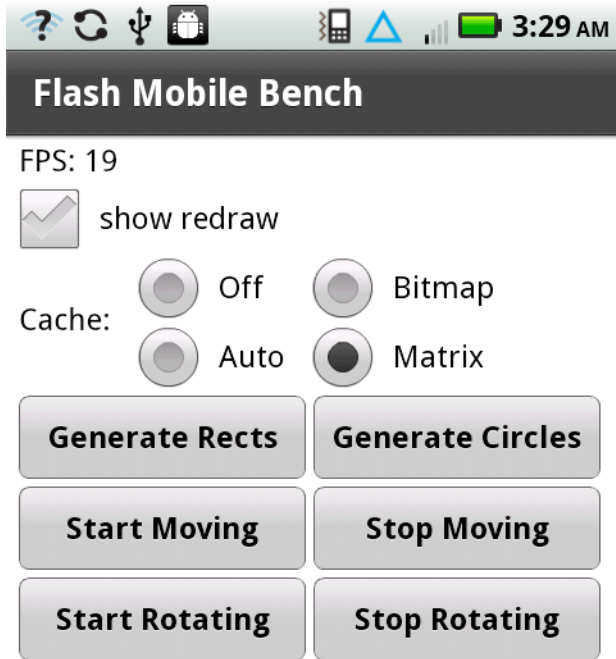 3:29 AM
Flash Mobile Bench
FPS: 19
show redraw
Cache:
Off
Bitmap
Auto
Matrix
Generate Rects
Generate Circles
Start Moving
Stop Moving
Start Rotating
Stop Rotating